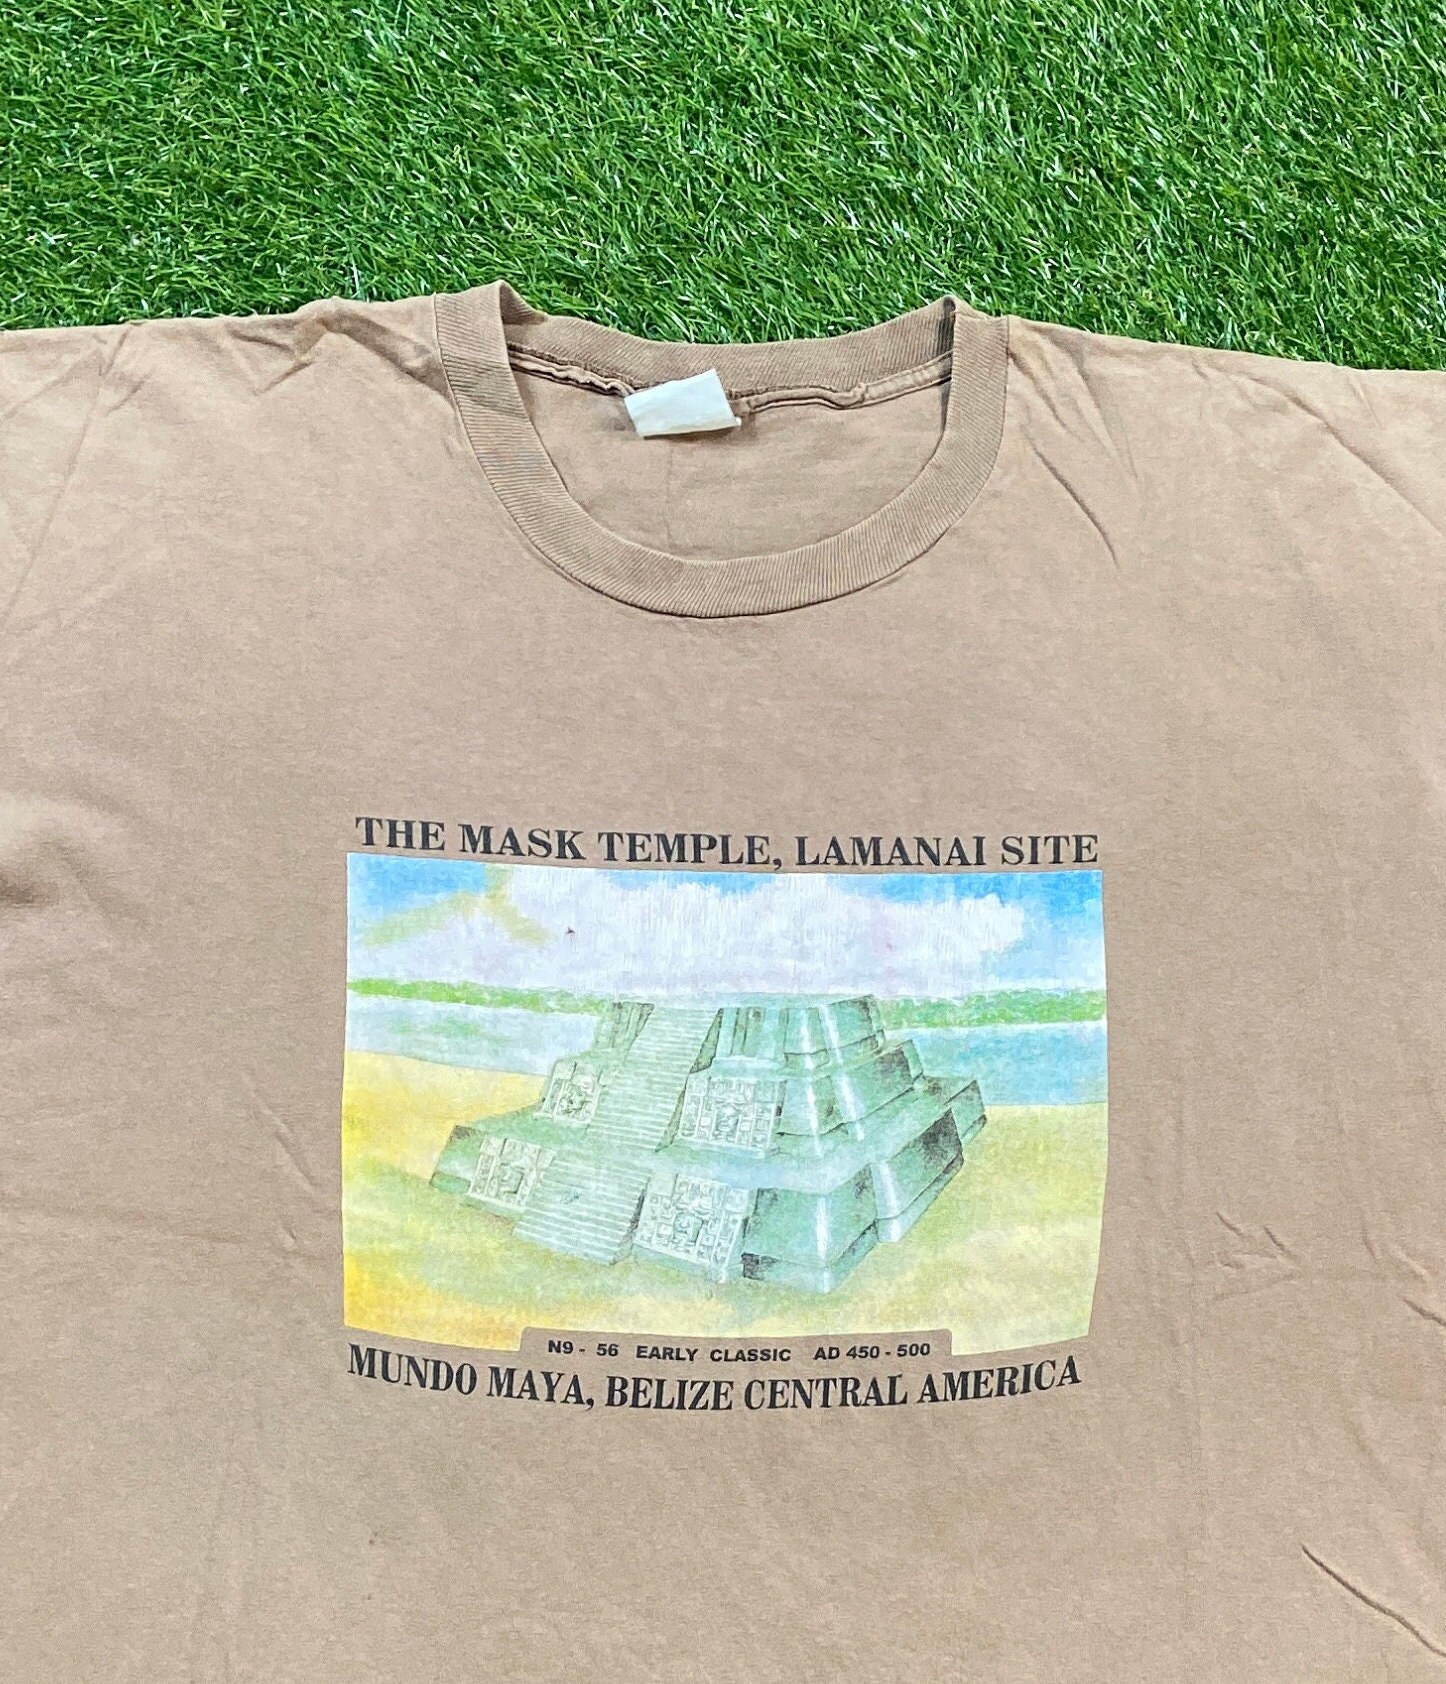 THE MASK TEMPLE, LAMANAI SITE
N9 - 56 EARLY CLASSIC AD 450 - 500
MUNDO MAYA, BELIZE CENTRAL AMERICA